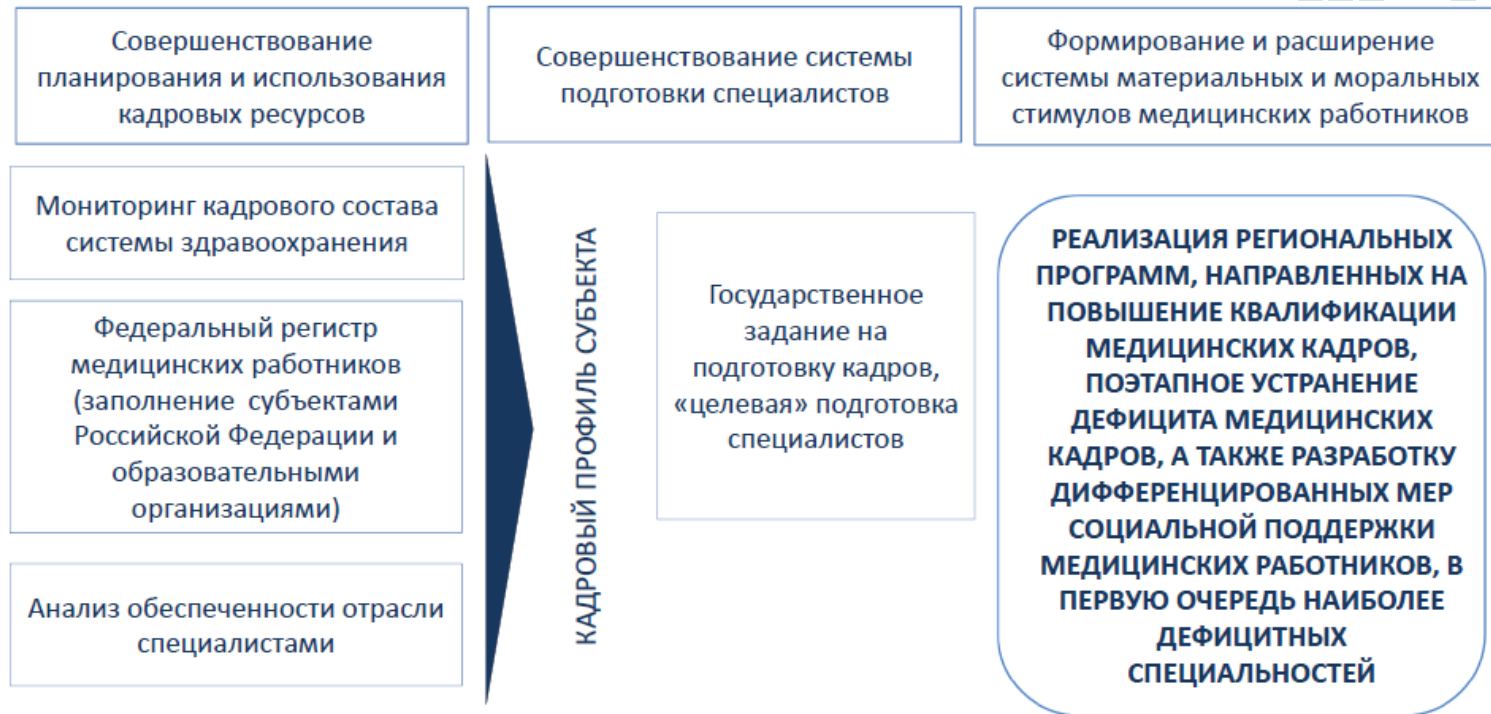 Совершенствование
планирования и использования
кадровых ресурсов
Совершенствование системы
подготовки специалистов
Формирование и расширение
системы материальных и моральных
стимулов медицинских работников
Мониторинг кадрового состава
системы здравоохранения
Федеральный регистр
медицинских работников
(заполнение субъектами
Российской Федерации и
образовательными
организациями)
Анализ обеспеченности отрасли
специалистами
КАДРОВЫЙ ПРОФИЛЬ СУБЪЕКТА
Государственное
задание на
подготовку кадров,
«целевая» подготовка
специалистов
РЕАЛИЗАЦИЯ РЕГИОНАЛЬНЫХ
ПРОГРАММ, НАПРАВЛЕННЫХ НА
ПОВЫШЕНИЕ КВАЛИФИКАЦИИ
МЕДИЦИНСКИХ КАДРОВ,
ПОЭТАПНОЕ УСТРАНЕНИЕ
ДЕФИЦИТА МЕДИЦИНСКИХ
КАДРОВ, А ТАКЖЕ РАЗРАБОТКУ
ДИФФЕРЕНЦИРОВАННЫХ МЕР
СОЦИАЛЬНОЙ ПОДДЕРЖКИ
МЕДИЦИНСКИХ РАБОТНИКОВ, В
ПЕРВУЮ ОЧЕРЕДЬ НАИБОЛЕЕ
ДЕФИЦИТНЫХ
СПЕЦИАЛЬНОСТЕЙ